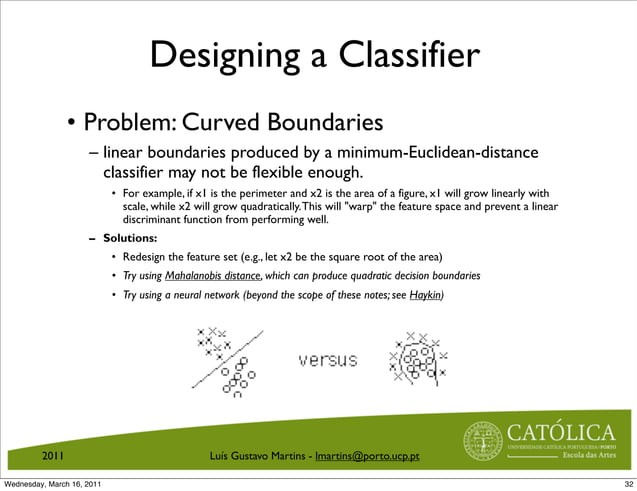 Designing a Classifier
• Problem: Curved Boundaries
– linear boundaries produced by a minimum-Euclidean-distance
classifier may not be flexible enough.
• For example, if x1 is the perimeter and x2 is the area of a figure, x1 will grow linearly with
scale, while x2 will grow quadratically. This will "warp" the feature space and prevent a linear
discriminant function from performing well.
– Solutions:
• Redesign the feature set (e.g., let x2 be the square root of the area)
• Try using Mahalanobis distance, which can produce quadratic decision boundaries
• Try using a neural network (beyond the scope of these notes; see Haykin)
versus
CATÓLICA
UNIVERSIDADE CATÓLICA PORTUGUESA | PORTO
Escola das Artes
2011
Luís Gustavo Martins - lmartins@porto.ucp.pt
Wednesday, March 16, 2011
32